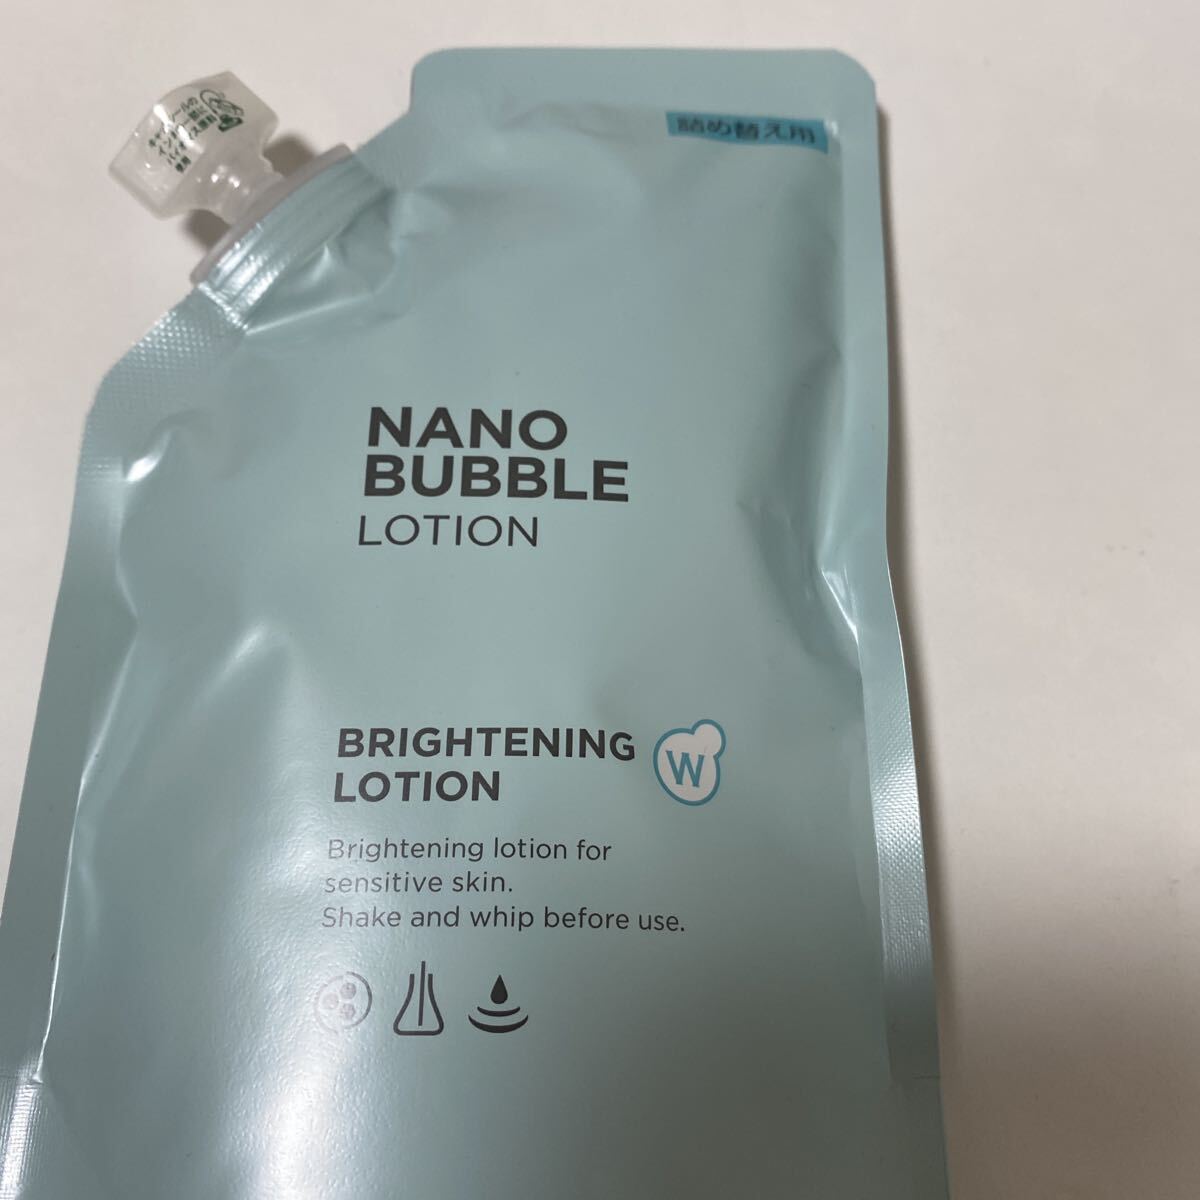 詰め替え用
NANO
BUBBLE
LOTION
BRIGHTENING
LOTION
W
Brightening lotion for
sensitive skin.
Shake and whip before use.